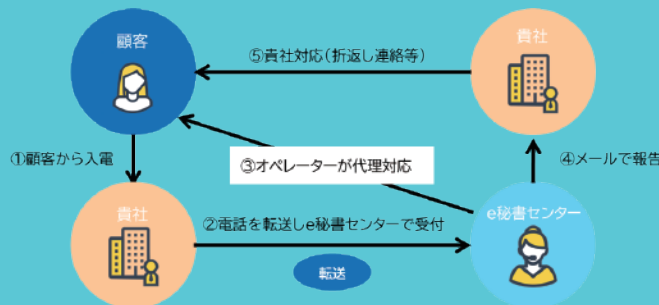 顧客
貴社
⑤貴社対応(折返し連絡等)
①顧客から入電
③オペレーターが代理対応
④メールで報告
貴社
②電話を転送しe秘書センターで受付
e秘書センター
転送